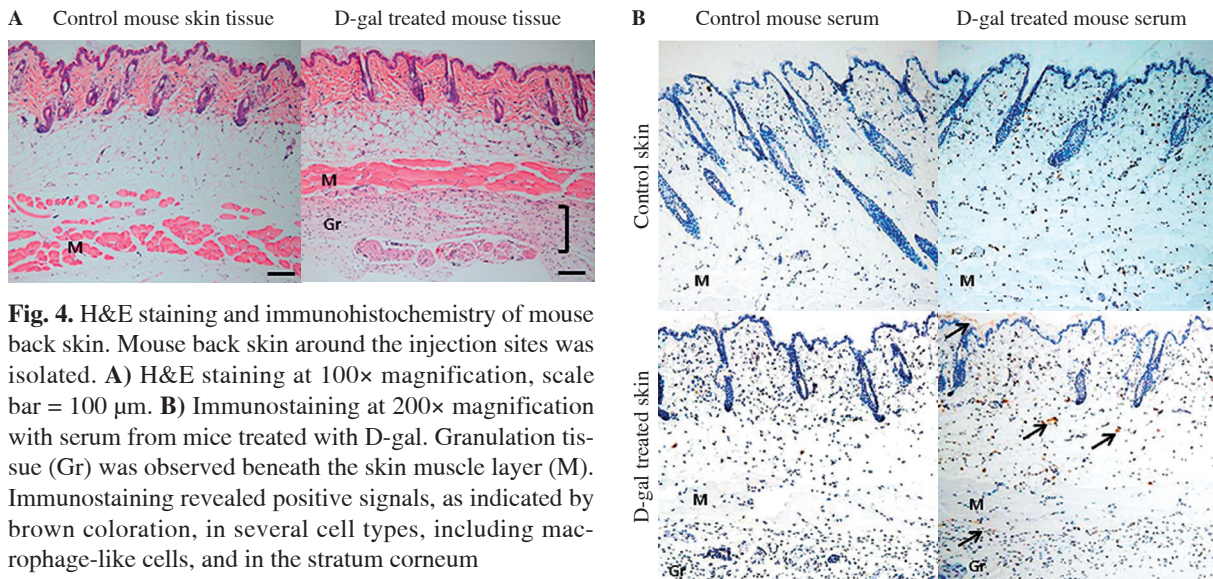 A
Control mouse skin tissue
D-gal treated mouse tissue
M
M
Gr
Fig. 4. H&E staining and immunohistochemistry of mouse
back skin. Mouse back skin around the injection sites was
isolated. A) H&E staining at 100× magnification, scale
bar = 100 μm. B) Immunostaining at 200× magnification
with serum from mice treated with D-gal. Granulation tis-
sue (Gr) was observed beneath the skin muscle layer (M).
Immunostaining revealed positive signals, as indicated by
brown coloration, in several cell types, including mac-
rophage-like cells, and in the stratum corneum
B
Control mouse serum
D-gal treated mouse serum
Control skin
M
M
D-gal treated skin
M
Gr
M
Gr